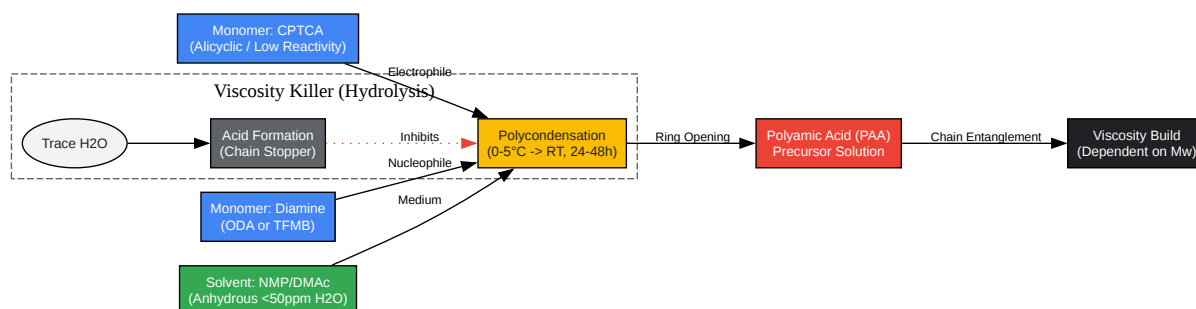 Monomer: CPTCA
(Alicyclic / Low Reactivity)
Electrophile
Viscosity Killer (Hydrolysis)
Trace H2O
Acid Formation
(Chain Stopper)
Inhibits
Polycondensation
(0-5°C -> RT, 24-48h)
Ring Opening
Polyamic Acid (PAA)
Precursor Solution
Chain Entanglement
Viscosity Build
(Dependent on Mw)
Nucleophile
Monomer: Diamine
(ODA or TFMB)
Medium
Solvent: NMP/DMAc
(Anhydrous <50ppm H2O)